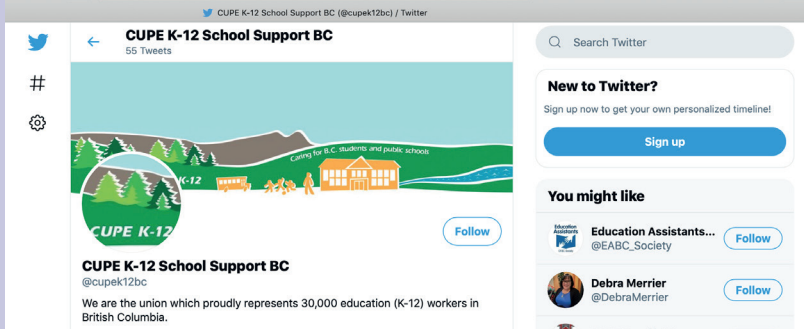 CUPE K-12 School Support BC (@cupek12bc) / Twitter
CUPE K-12 School Support BC
55 Tweets
Search Twitter
New to Twitter?
Sign up now to get your own personalized timeline!
Sign up
Caring for B.C. students and public schools
K-12
CUPE K-12
Follow
CUPE K-12 School Support BC
@cupek12bc
We are the union which proudly represents 30,000 education (K-12) workers in
British Columbia.
You might like
Education
Assistants
Education Assistants...
@EABC_Society
Follow
Debra Merrier
@DebraMerrier
Follow